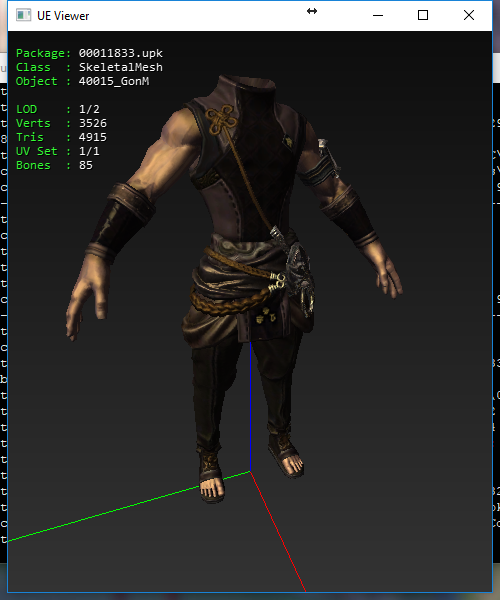 UE Viewer
Package: 00011833.upk
Class : SkeletalMesh
Object : 40015_GonM
LOD : 1/2
Verts : 3526
Tris : 4915
UV Set : 1/1
Bones : 85